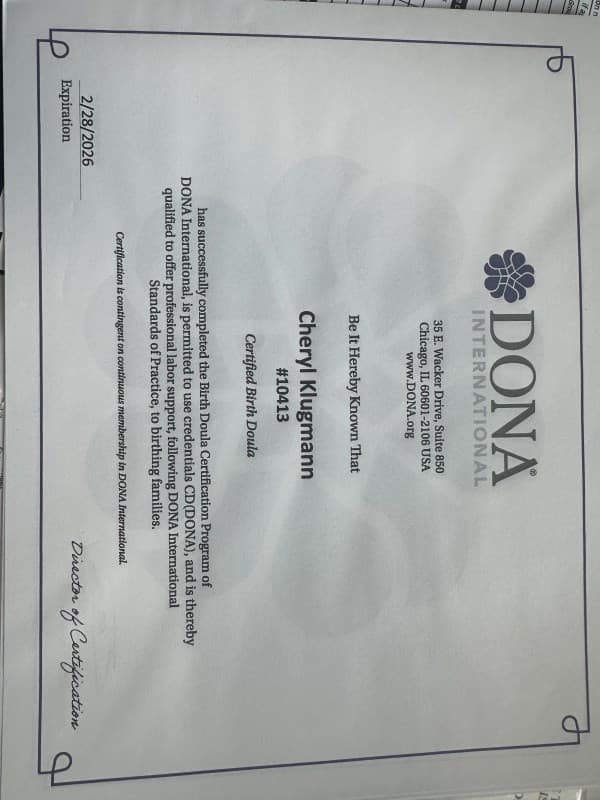 DONA®
INTERNATIONAL
35 E. Wacker Drive, Suite 850
Chicago, IL 60601-2106 USA
www.DONA.org
Be It Hereby Known That
Cheryl Klugmann
#10413
Certified Birth Doula
has successfully completed the Birth Doula Certification Program of
DONA International, is permitted to use credentials CD(DONA), and is thereby
qualified to offer professional labor support, following DONA International
Standards of Practice, to birthing families.
Certification is contingent on continuous membership in DONA International.
2/28/2026
Expiration
Director of Certification